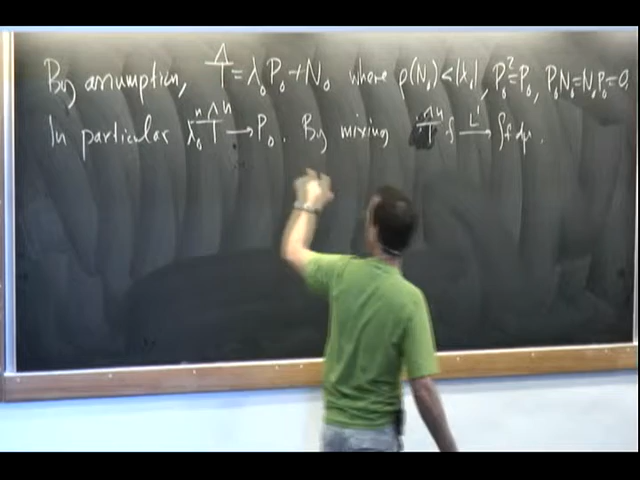 By assumption, T̂ = λ₀P₀ + N₀ where ρ(N₀) < |λ₀|, P₀² = P₀, P₀N₀ = N₀P₀ = 0.
In particular λ₀⁻ⁿ T̂ⁿ → P₀. By mixing T̂ⁿ f —L¹→ ∫f dμ.